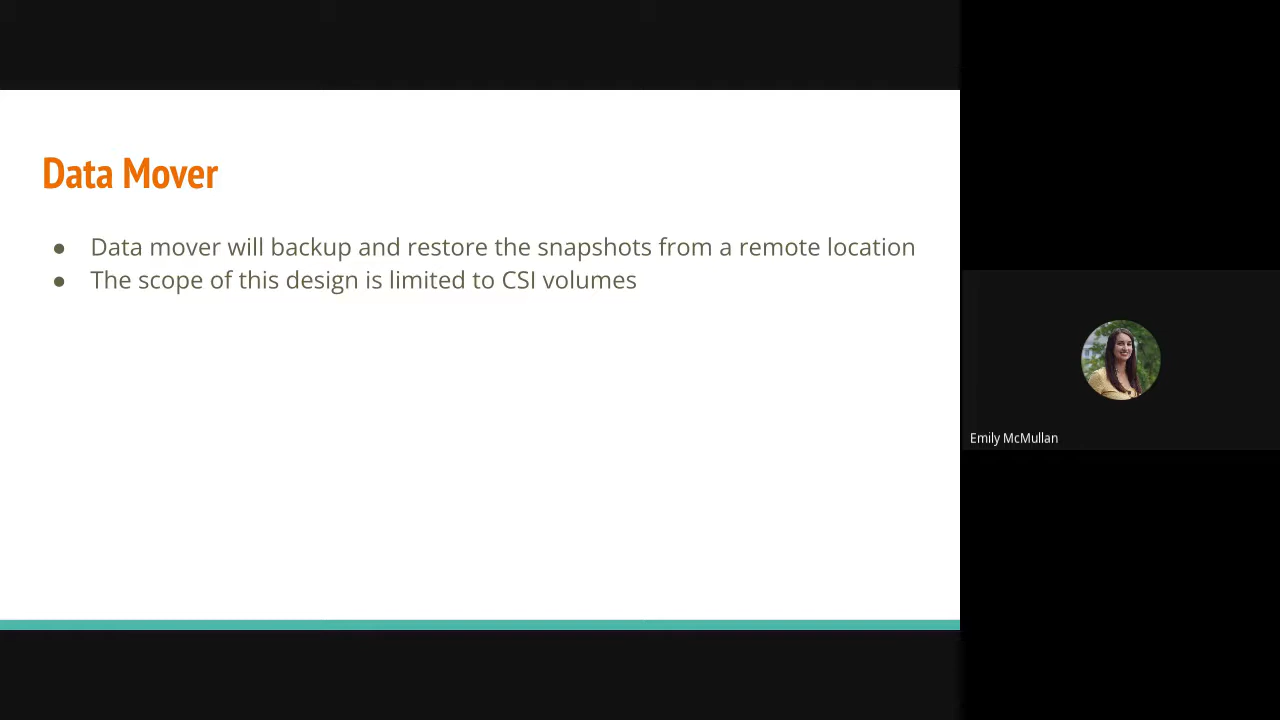 Data Mover
● Data mover will backup and restore the snapshots from a remote location
● The scope of this design is limited to CSI volumes
Emily McMullan